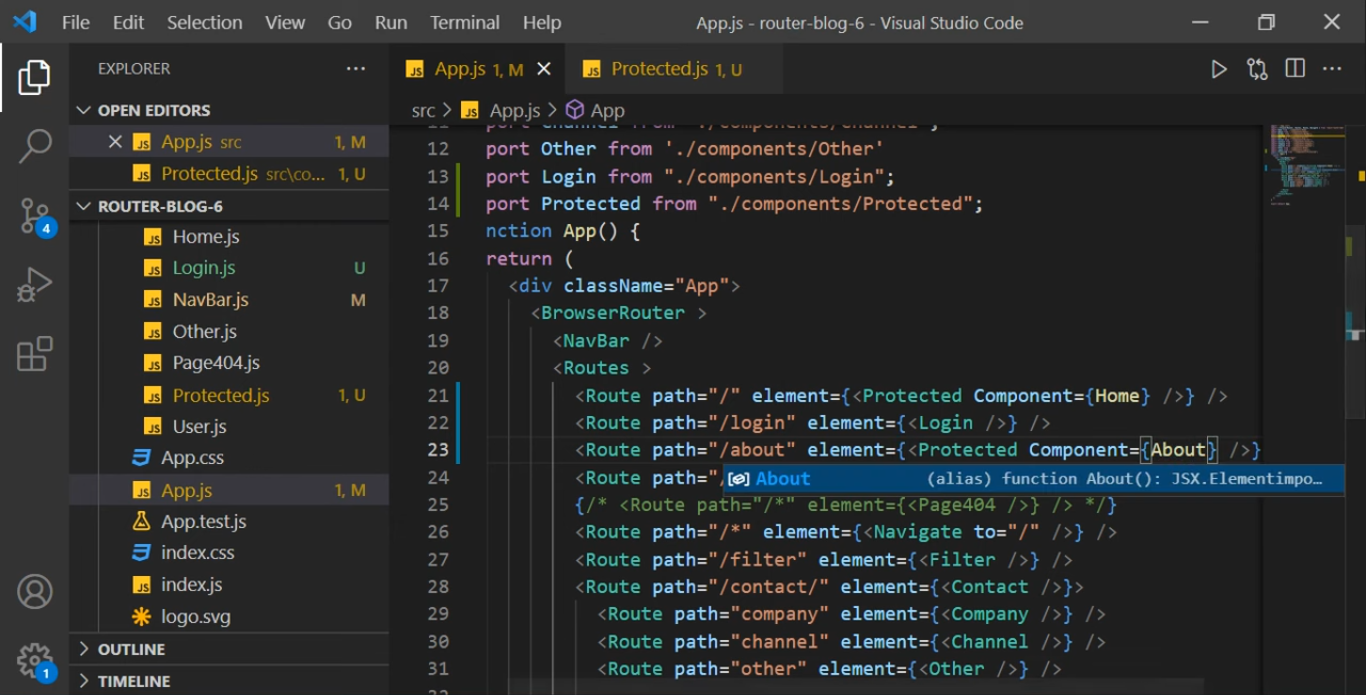 File Edit Selection View Go Run Terminal Help App.js - router-blog-6 - Visual Studio Code
EXPLORER
OPEN EDITORS
App.js src 1, M
Protected.js src\co... 1, U
ROUTER-BLOG-6
Home.js
Login.js U
NavBar.js M
Other.js
Page404.js
Protected.js 1, U
User.js
App.css
App.js 1, M
App.test.js
index.css
index.js
logo.svg
OUTLINE
TIMELINE
4
1
App.js 1, M Protected.js 1, U
src > App.js > App
12 port Other from './components/Other'
13 port Login from "./components/Login";
14 port Protected from "./components/Protected";
15 nction App() {
16 return (
17 <div className="App">
18 <BrowserRouter >
19 <NavBar />
20 <Routes >
21 <Route path="/" element={<Protected Component={Home} />} />
22 <Route path="/login" element={<Login />} />
23 <Route path="/about" element={<Protected Component={About} />}
24 <Route path="/
About (alias) function About(): JSX.Elementimpo…
25 {/* <Route path="/*" element={<Page404 />} /> */}
26 <Route path="/*" element={<Navigate to="/" />} />
27 <Route path="/filter" element={<Filter />} />
28 <Route path="/contact/" element={<Contact />}>
29 <Route path="company" element={<Company />} />
30 <Route path="channel" element={<Channel />} />
31 <Route path="other" element={<Other />} />